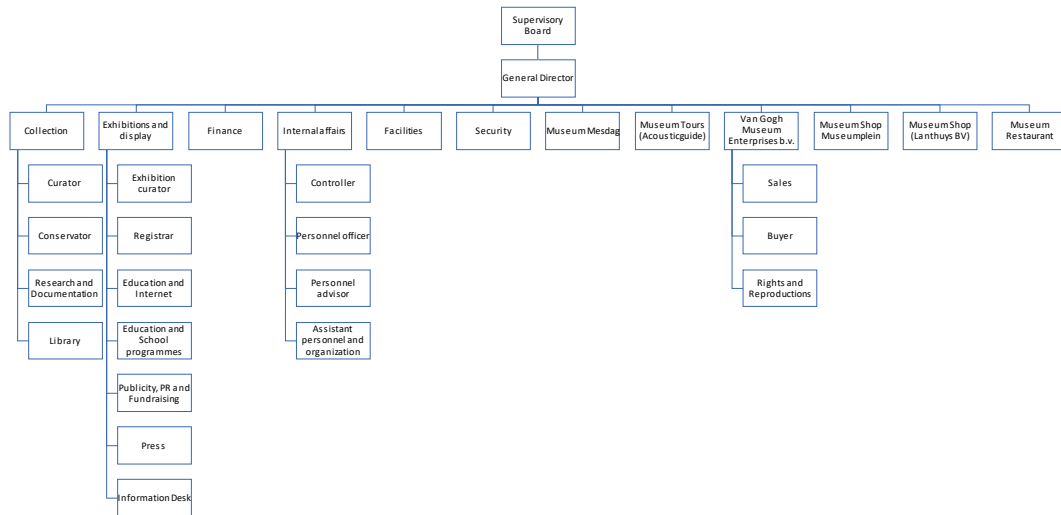 Supervisory
Board
General Director
Collection
Exhibitions and
display
Finance
Internal affairs
Facilities
Security
Museum Mesdag
Museum Tours
(Acousticguide)
Van Gogh
Museum
Enterprises b.v.
Museum Shop
Museumplein
Museum Shop
(Lanthuys BV)
Museum
Restaurant
Curator
Conservator
Research and
Documentation
Library
Exhibition
curator
Registrar
Education and
Internet
Education and
School
programmes
Publicity, PR and
Fundraising
Press
Information Desk
Controller
Personnel officer
Personnel
advisor
Assistant
personnel and
organization
Sales
Buyer
Rights and
Reproductions